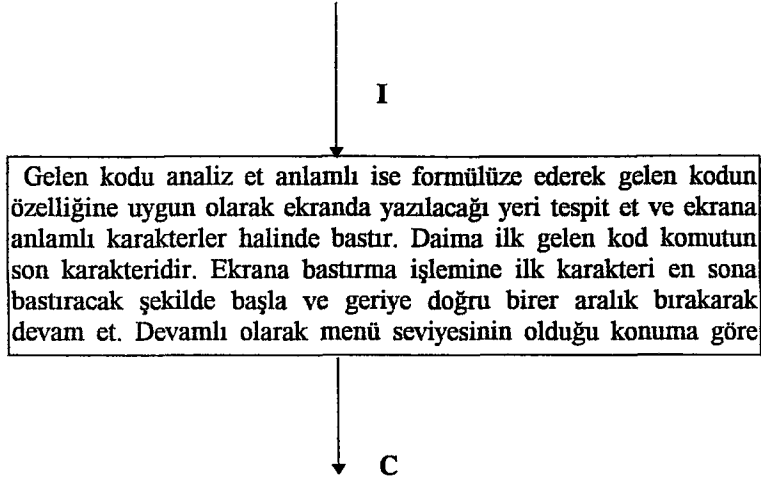 I
Gelen kodu analiz et anlamlı ise formülüze ederek gelen kodun
özelliğine uygun olarak ekranda yazılacağı yeri tespit et ve ekrana
anlamlı karakterler halinde bastır. Daima ilk gelen kod komutun
son karakteridir. Ekrana bastırma işlemine ilk karakteri en sona
bastıracak şekilde başla ve geriye doğru birer aralık bırakarak
devam et. Devamlı olarak menü seviyesinin olduğu konuma göre
C